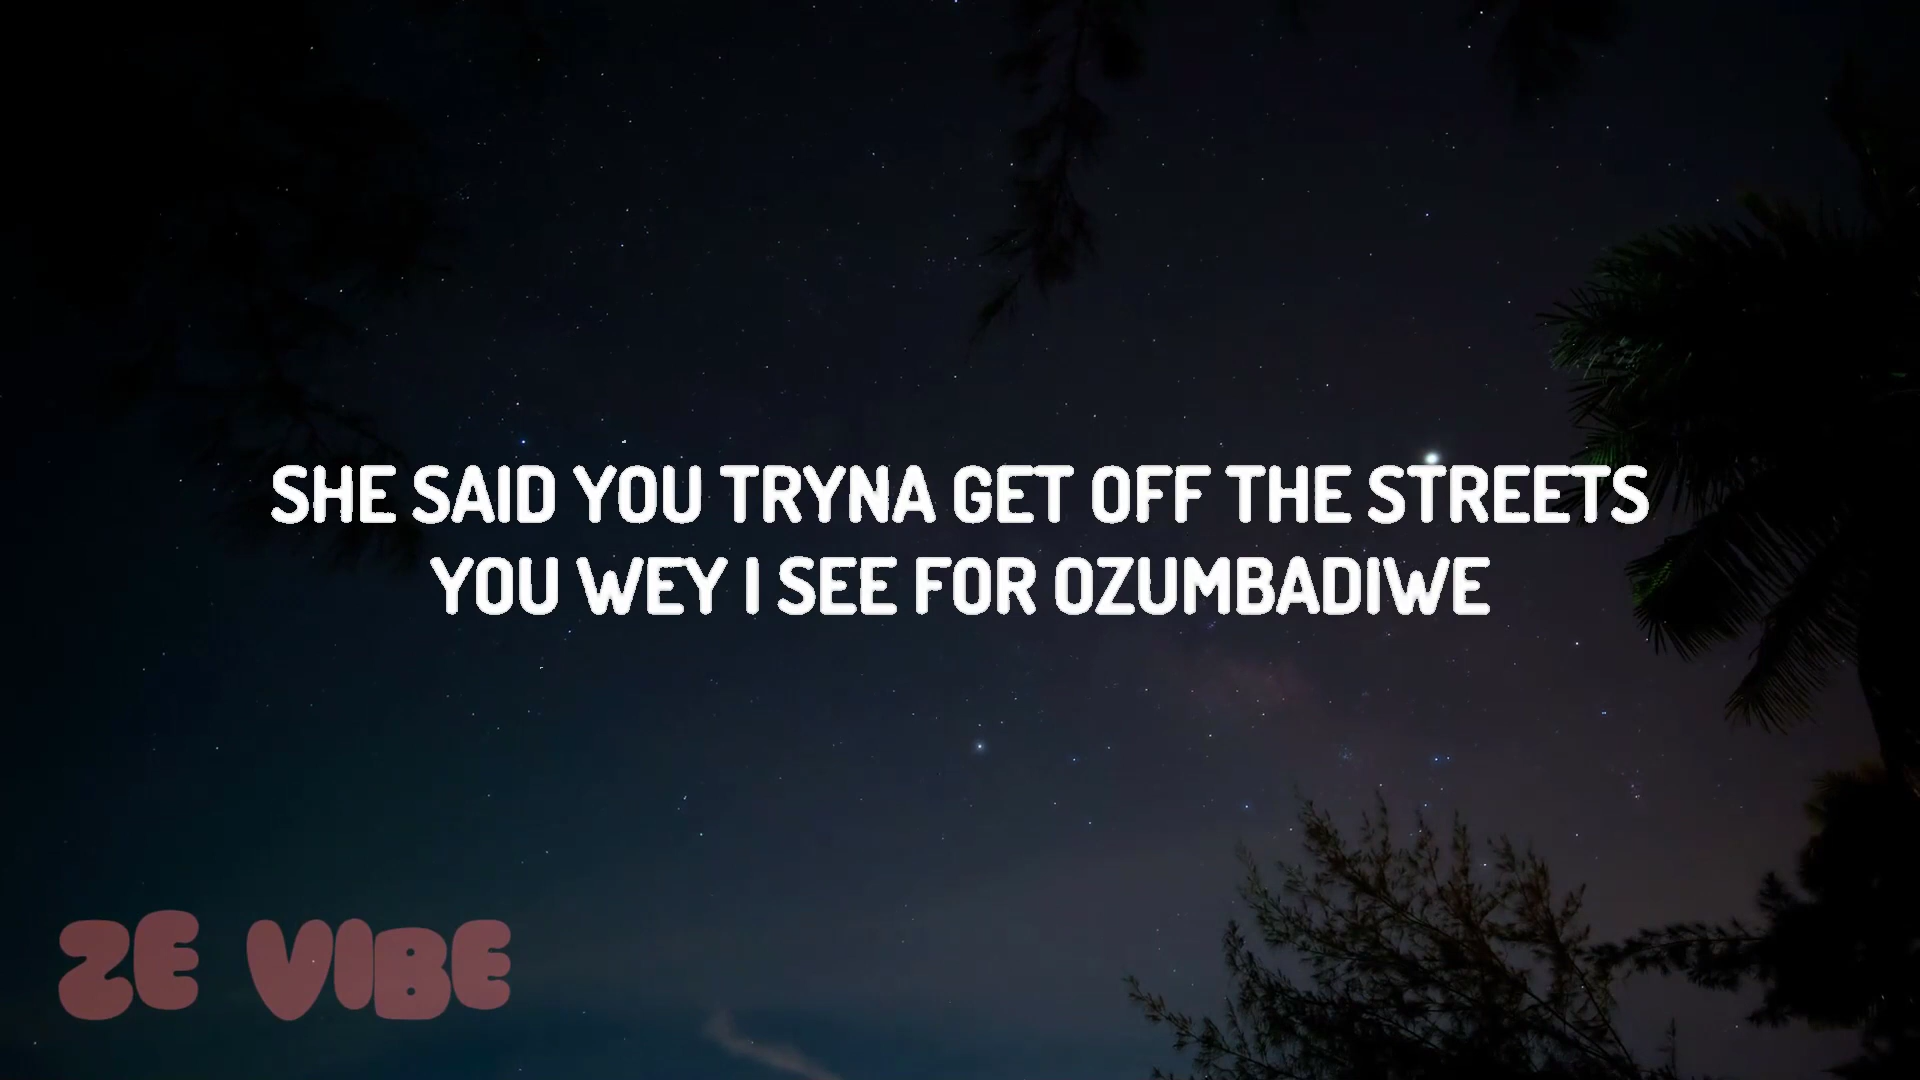 SHE SAID YOU TRYNA GET OFF THE STREETS
YOU WEY I SEE FOR OZUMBADIWE
ZE VIBE